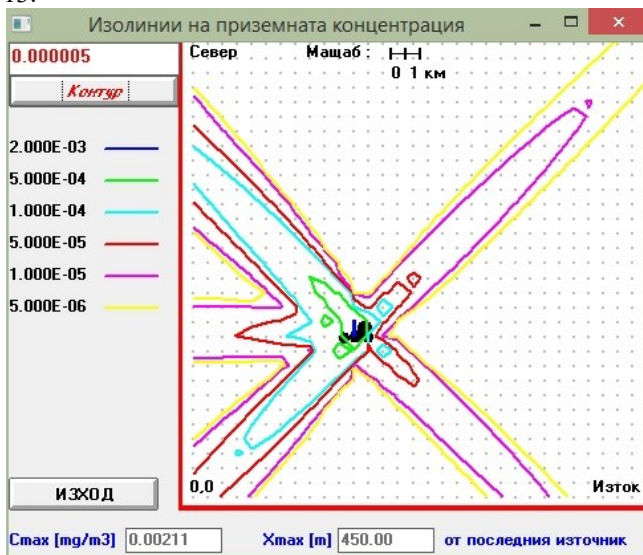 15.
Изолинии на приземната концентрация
0.000005
Контур
Север Мащаб :
0 1 км
2.000E-03
5.000E-04
1.000E-04
5.000E-05
1.000E-05
5.000E-06
ИЗХОД
0,0 Изток
Cmax [mg/m3] 0.00211 Xmax [m] 450.00 от последния източник